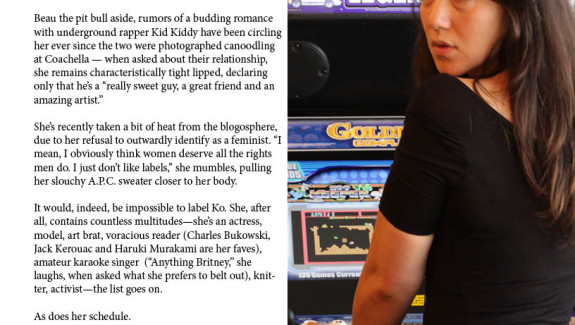 Beau the pit bull aside, rumors of a budding romance
with underground rapper Kid Kiddy have been circling
her ever since the two were photographed canoodling
at Coachella — when asked about their relationship,
she remains characteristically tight lipped, declaring
only that he’s a “really sweet guy, a great friend and an
amazing artist.”
She’s recently taken a bit of heat from the blogosphere,
due to her refusal to outwardly identify as a feminist. “I
mean, I obviously think women deserve all the rights
men do. I just don’t like labels,” she mumbles, pulling
her slouchy A.P.C. sweater closer to her body.
It would, indeed, be impossible to label Ko. She, after
all, contains countless multitudes—she’s an actress,
model, art brat, voracious reader (Charles Bukowski,
Jack Kerouac and Haruki Murakami are her faves),
amateur karaoke singer  (“Anything Britney,” she
laughs, when asked what she prefers to belt out), knit-
ter, activist—the list goes on.
As does her schedule.